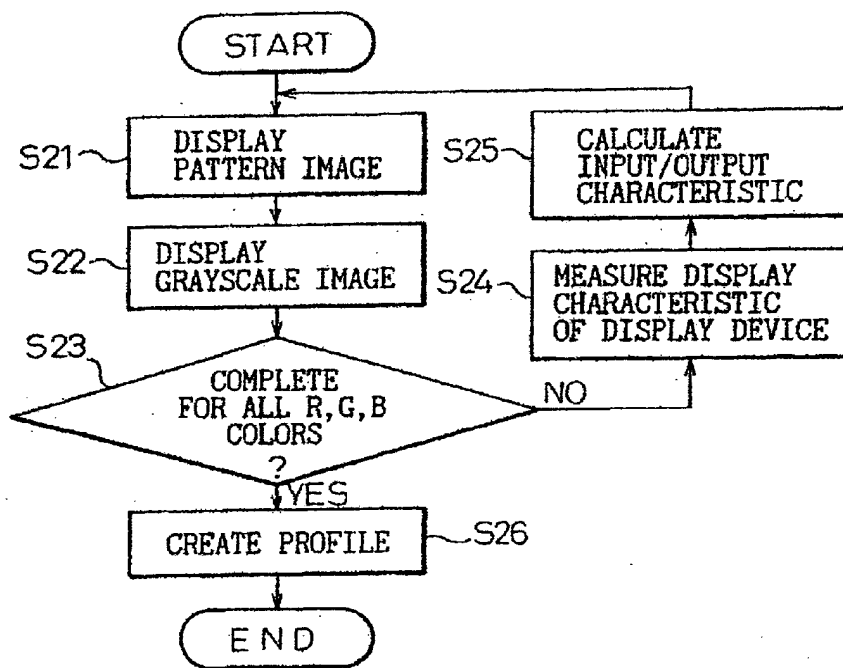 START
S21
DISPLAY
PATTERN IMAGE
S22
DISPLAY
GRAYSCALE IMAGE
S23
COMPLETE
FOR ALL R,G,B
COLORS
?
NO
YES
S24
MEASURE DISPLAY
CHARACTERISTIC
OF DISPLAY DEVICE
S25
CALCULATE
INPUT/OUTPUT
CHARACTERISTIC
CREATE PROFILE
S26
END